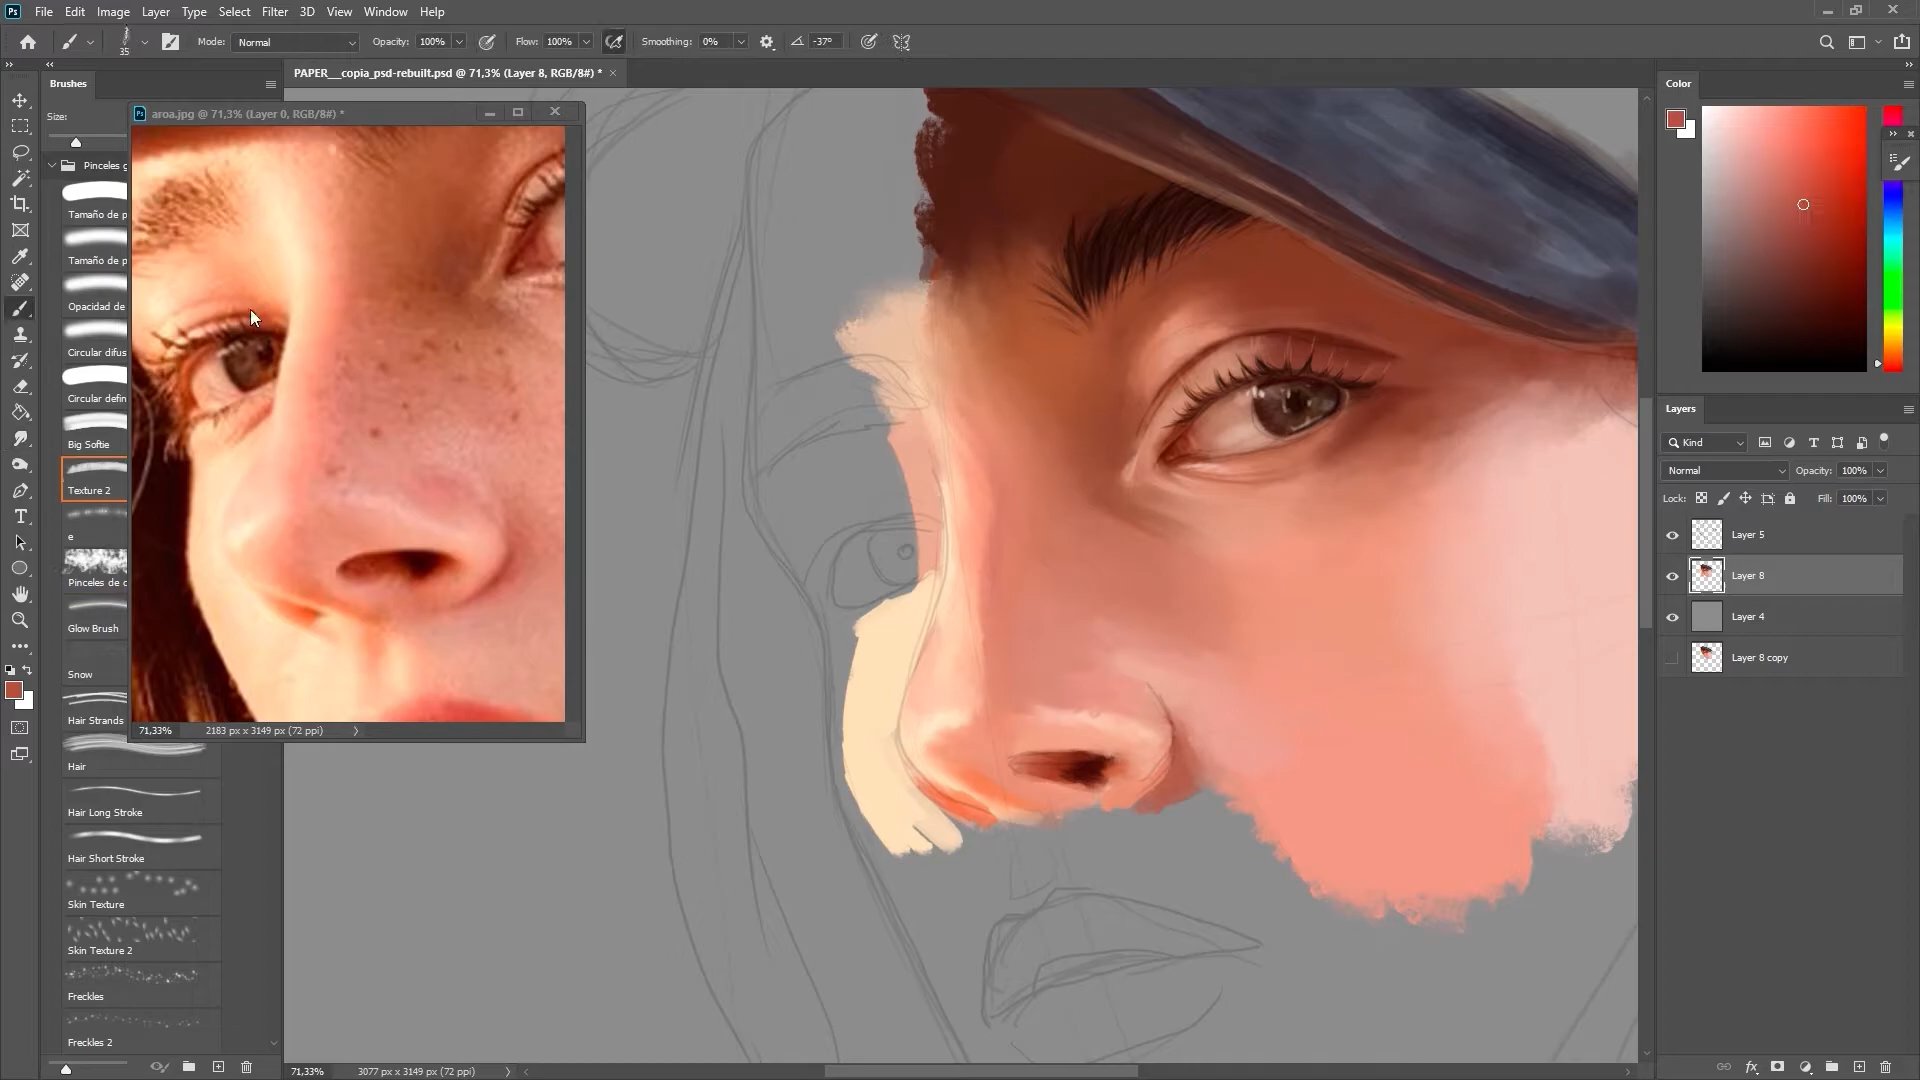 Ps File Edit Image Layer Type Select Filter 3D View Window Help
35 Mode: Normal Opacity: 100% Flow: 100% Smoothing: 0% -37°
Brushes
PAPER__copia_psd-rebuilt.psd @ 71,3% (Layer 8, RGB/8#) *
Color
Size:
aroa.jpg @ 71,3% (Layer 0, RGB/8#) *
Pinceles g
Tamaño de p
Tamaño de p
Opacidad de
Circular difus
Circular defin
Big Softie
Texture 2
e
Pinceles de c
Glow Brush
Snow
Hair Strands
Hair
Hair Long Stroke
Hair Short Stroke
Skin Texture
Skin Texture 2
Freckles
Freckles 2
71,33% 2183 px x 3149 px (72 ppi)
Layers
Kind
Normal Opacity: 100%
Lock: Fill: 100%
Layer 5
Layer 8
Layer 4
Layer 8 copy
71,33% 3077 px x 3149 px (72 ppi)